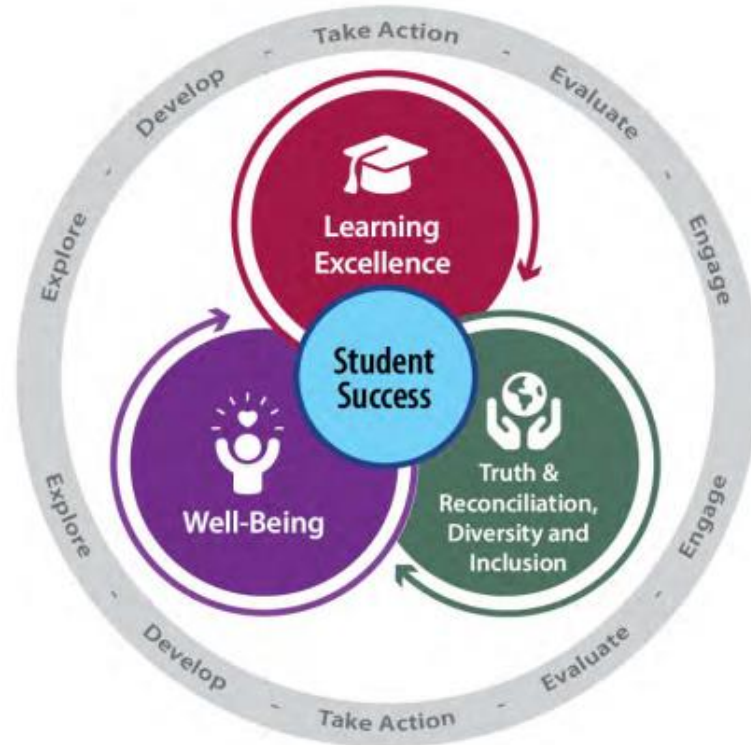 Explore - Develop - Take Action - Evaluate - Engage
Learning
Excellence
Student
Success
Well-Being
Truth &
Reconciliation,
Diversity and
Inclusion
Explore - Develop - Take Action - Evaluate - Engage